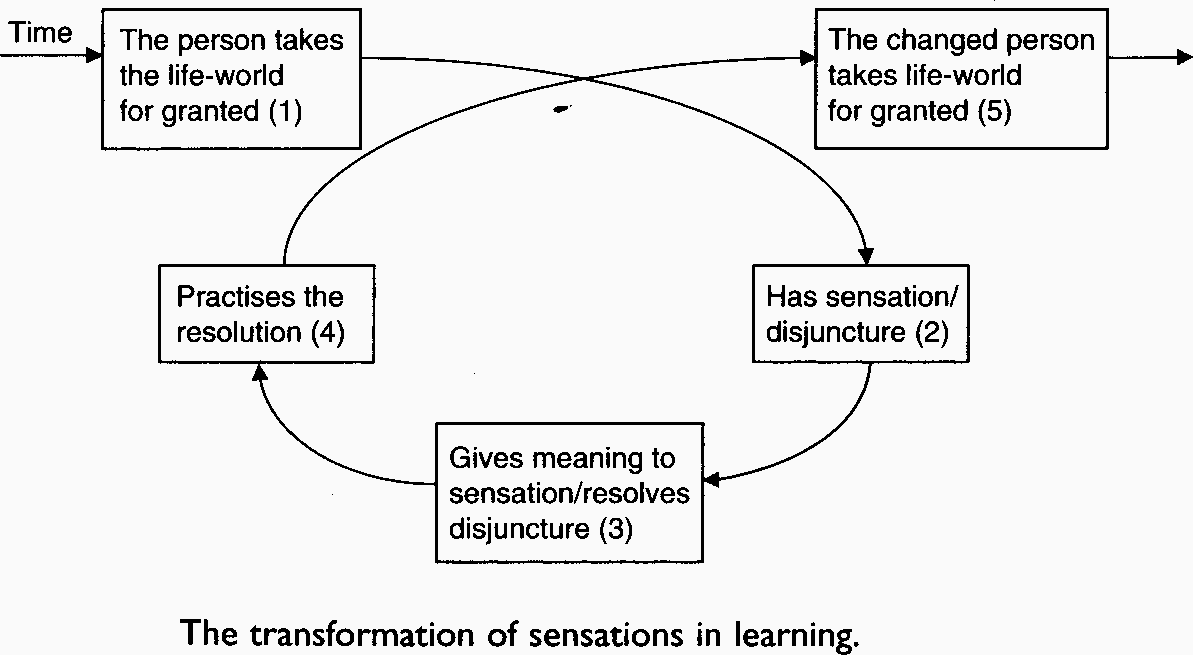 Time
The person takes
the life-world
for granted (1)
The changed person
takes life-world
for granted (5)
Has sensation/
disjuncture (2)
Gives meaning to
sensation/resolves
disjuncture (3)
Practises the
resolution (4)
The transformation of sensations in learning.